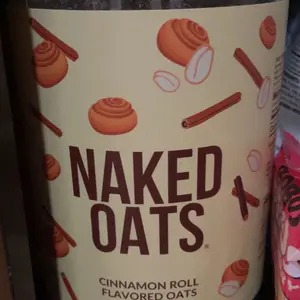 NAKED
OATS®
CINNAMON ROLL
FLAVORED OATS